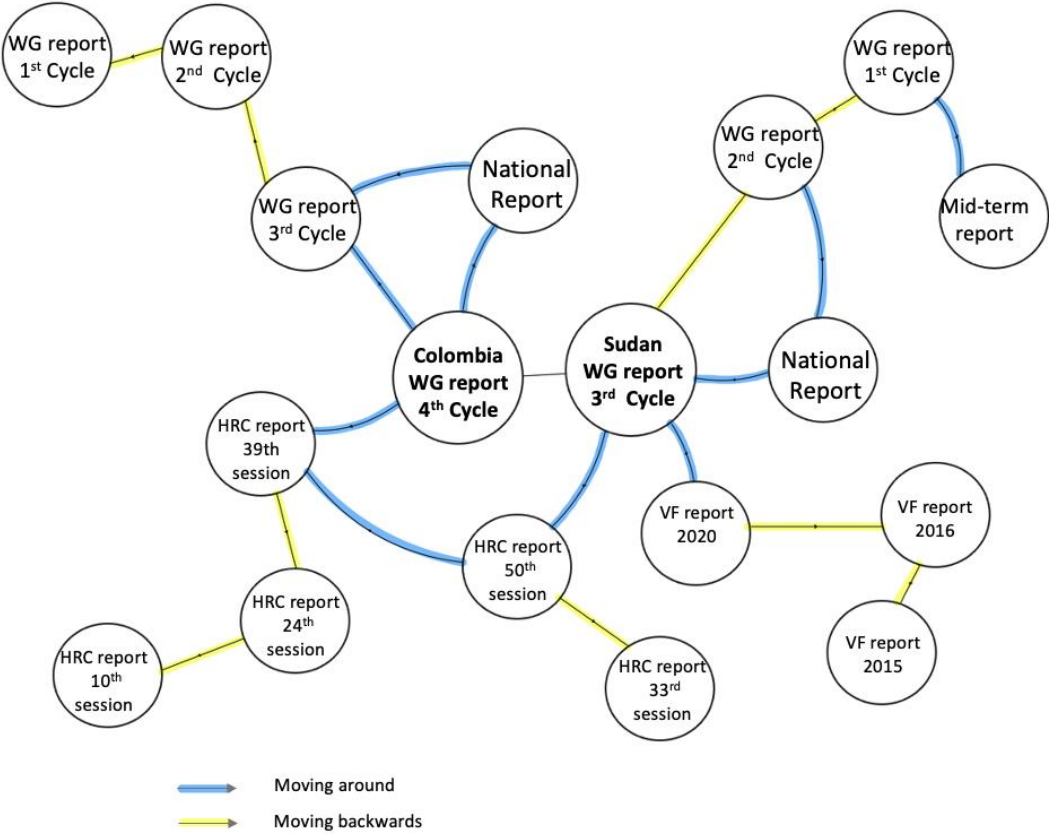 WG report
1st Cycle
WG report
2nd Cycle
WG report
1st Cycle
WG report
2nd Cycle
National
Report
WG report
3rd Cycle
Mid-term
report
Colombia
WG report
4th Cycle
Sudan
WG report
3rd Cycle
National
Report
HRC report
39th
session
VF report
2020
VF report
2016
HRC report
50th
session
HRC report
24th
session
VF report
2015
HRC report
10th
session
HRC report
33rd
session
Moving around
Moving backwards